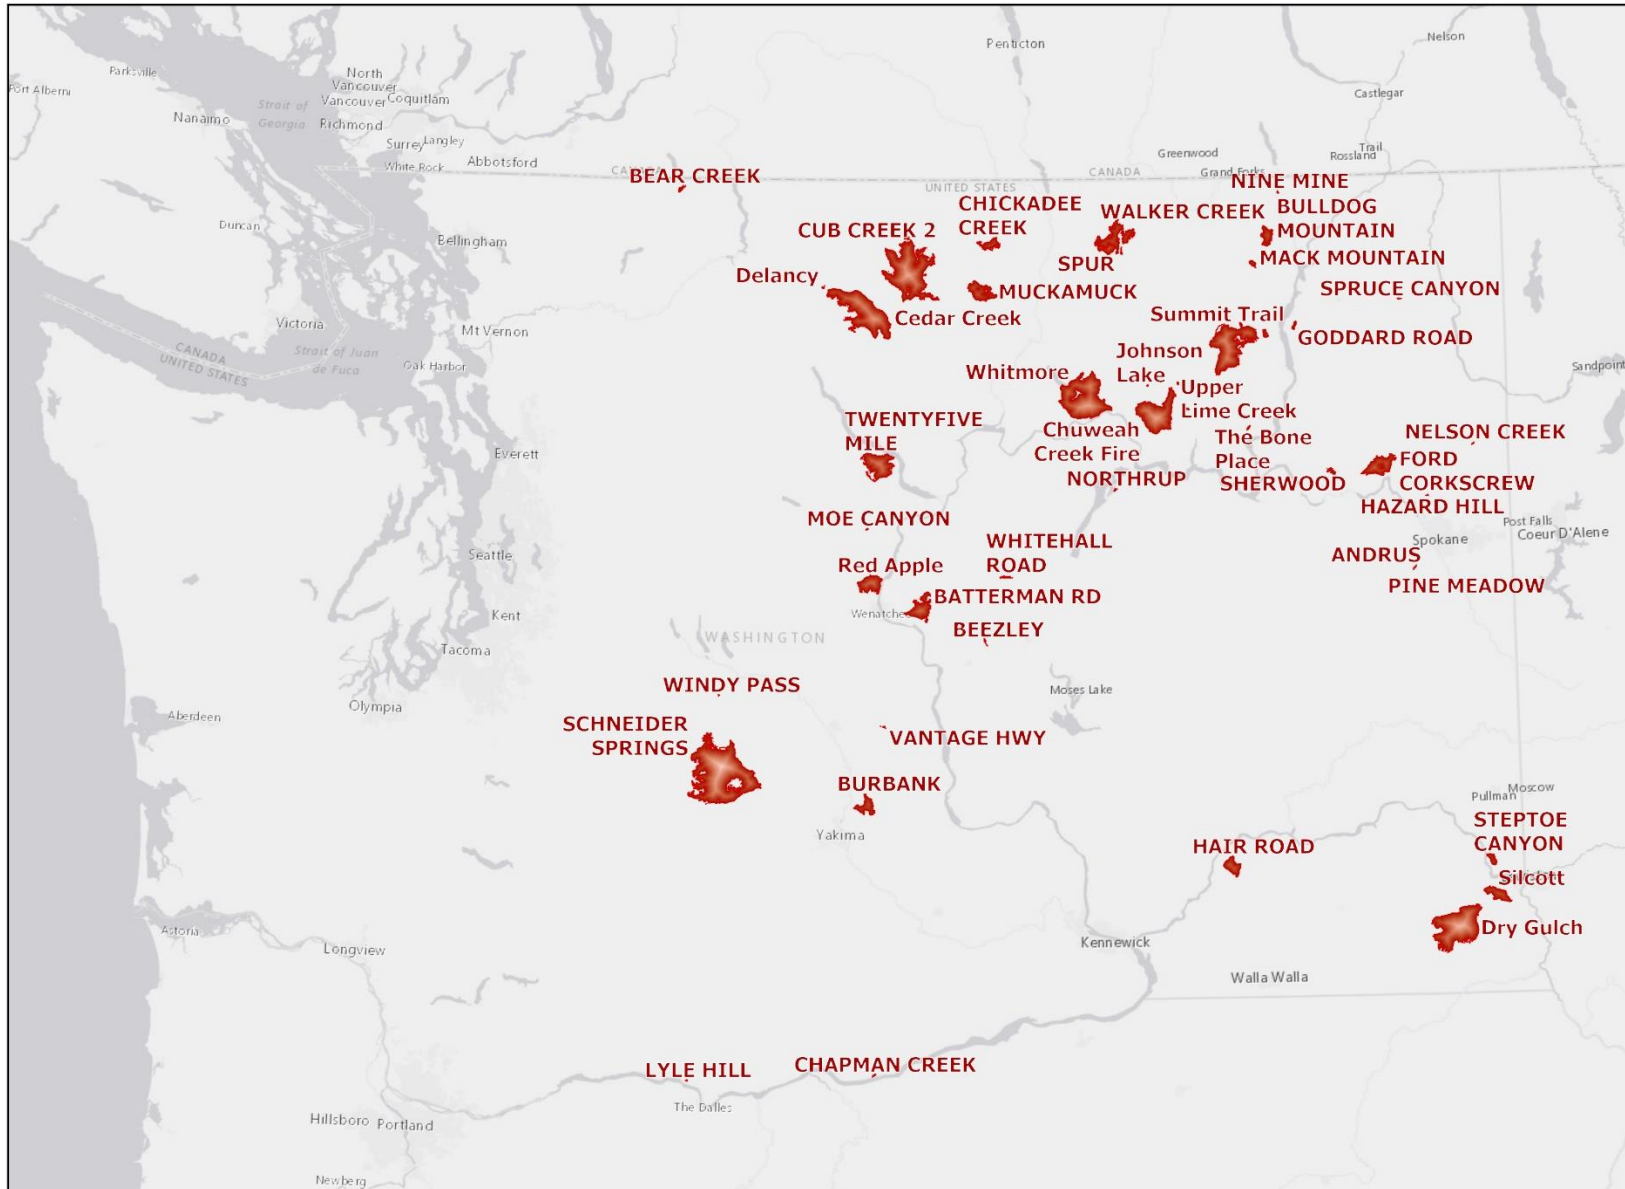 Nelson
Penticton
Parksville
North
Vancouver
Port Alberni
Coquitlam
Castlegar
Vancouver
Strait of
Georgia
Nanaimo
Richmond
Surrey
Langley
Trail
Greenwood
Rossland
White Rock
Abbotsford
CANADA
CANADA
Grand Forks
BEAR CREEK
UNITED STATES
NINE MINE
CHICKADEE
CREEK
WALKER CREEK
BULLDOG
MOUNTAIN
Duncan
Bellingham
CUB CREEK 2
SPUR
MACK MOUNTAIN
Delancy
MUCKAMUCK
SPRUCE CANYON
Cedar Creek
Summit Trail
Victoria
Mt Vernon
GODDARD ROAD
CANADA
UNITED STATES
Strait of Juan
de Fuca
Oak Harbor
Johnson
Lake
Sandpoint
Whitmore
Upper
Lime Creek
TWENTYFIVE
MILE
Chuweah
Creek Fire
The Bone
Place
NELSON CREEK
Everett
FORD
NORTHRUP
SHERWOOD
CORKSCREW
HAZARD HILL
MOE CANYON
Post Falls
Coeur D'Alene
Spokane
Seattle
WHITEHALL
ROAD
ANDRUS
Red Apple
PINE MEADOW
BATTERMAN RD
Kent
Wenatchee
BEEZLEY
WASHINGTON
Tacoma
WINDY PASS
Moses Lake
Olympia
Aberdeen
SCHNEIDER
SPRINGS
VANTAGE HWY
BURBANK
Moscow
Pullman
Yakima
STEPTOE
CANYON
HAIR ROAD
Silcott
Astoria
Dry Gulch
Longview
Kennewick
Walla Walla
LYLE HILL
CHAPMAN CREEK
The Dalles
Hillsboro
Portland
Newberg